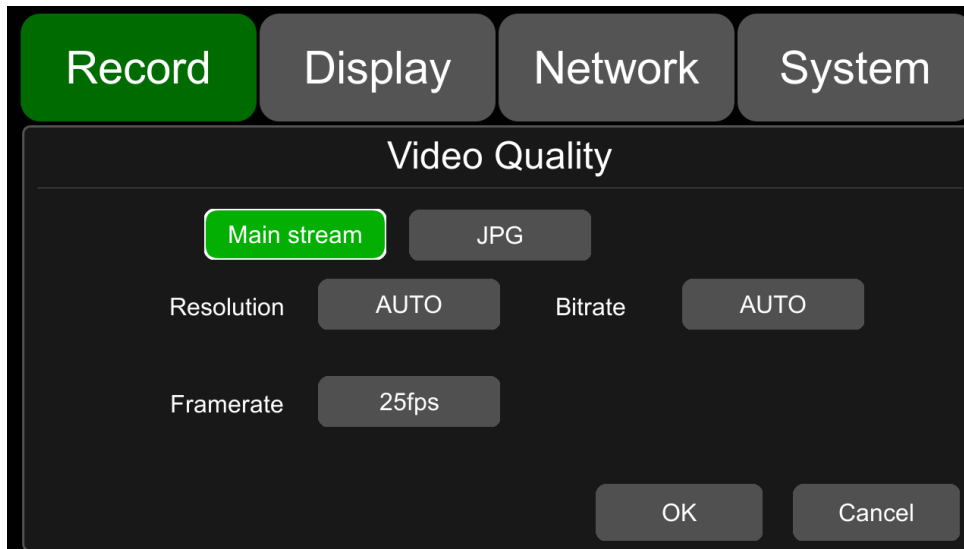 Record Display Network System
Video Quality
Main stream JPG
Resolution AUTO Bitrate AUTO
Framerate 25fps
OK Cancel